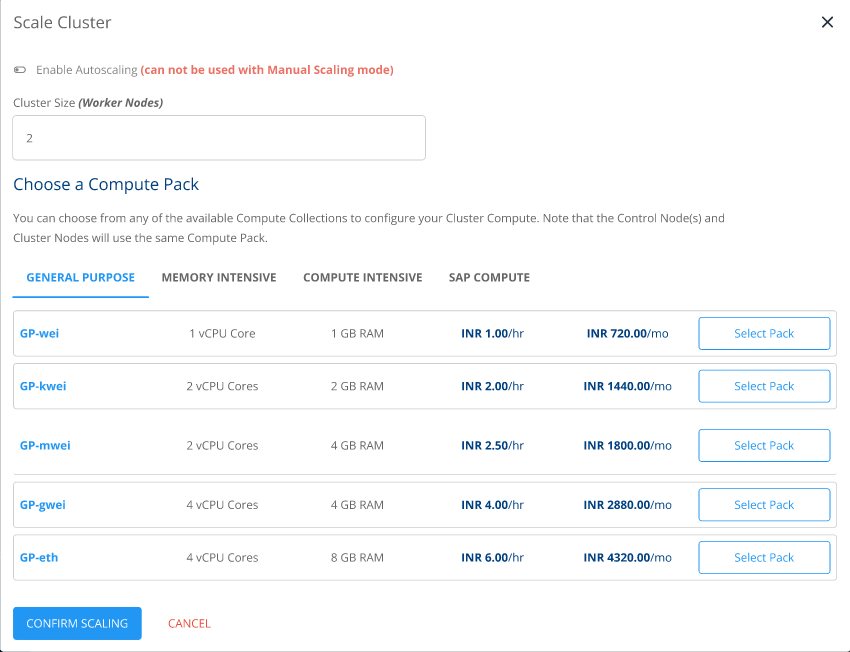 Scale Cluster
Enable Autoscaling (can not be used with Manual Scaling mode)
Cluster Size (Worker Nodes)
2
Choose a Compute Pack
You can choose from any of the available Compute Collections to configure your Cluster Compute. Note that the Control Node(s) and
Cluster Nodes will use the same Compute Pack.
GENERAL PURPOSE MEMORY INTENSIVE COMPUTE INTENSIVE SAP COMPUTE
GP-wei 1 vCPU Core 1 GB RAM INR 1.00/hr INR 720.00/mo Select Pack
GP-kwei 2 vCPU Cores 2 GB RAM INR 2.00/hr INR 1440.00/mo Select Pack
GP-mwei 2 vCPU Cores 4 GB RAM INR 2.50/hr INR 1800.00/mo Select Pack
GP-gwei 4 vCPU Cores 4 GB RAM INR 4.00/hr INR 2880.00/mo Select Pack
GP-eth 4 vCPU Cores 8 GB RAM INR 6.00/hr INR 4320.00/mo Select Pack
CONFIRM SCALING CANCEL